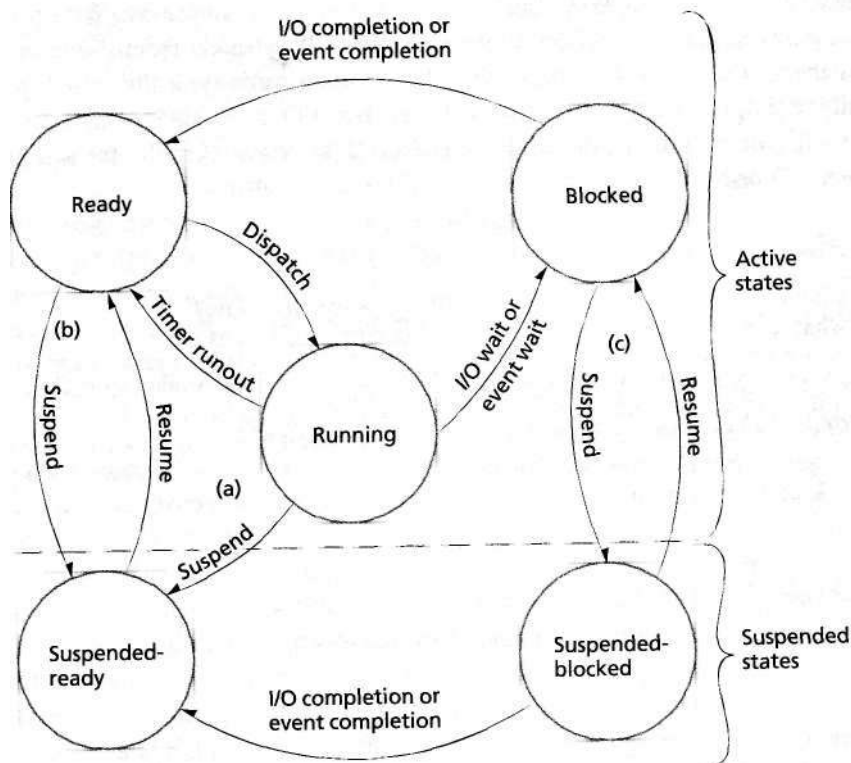 I/O completion or
event completion
Ready
Blocked
Dispatch
Timer runout
Active
states
(b)
I/O wait or
event wait
(c)
Suspend
Resume
Running
Suspend
Resume
(a)
Suspend
Suspended-
ready
Suspended-
blocked
Suspended
states
I/O completion or
event completion